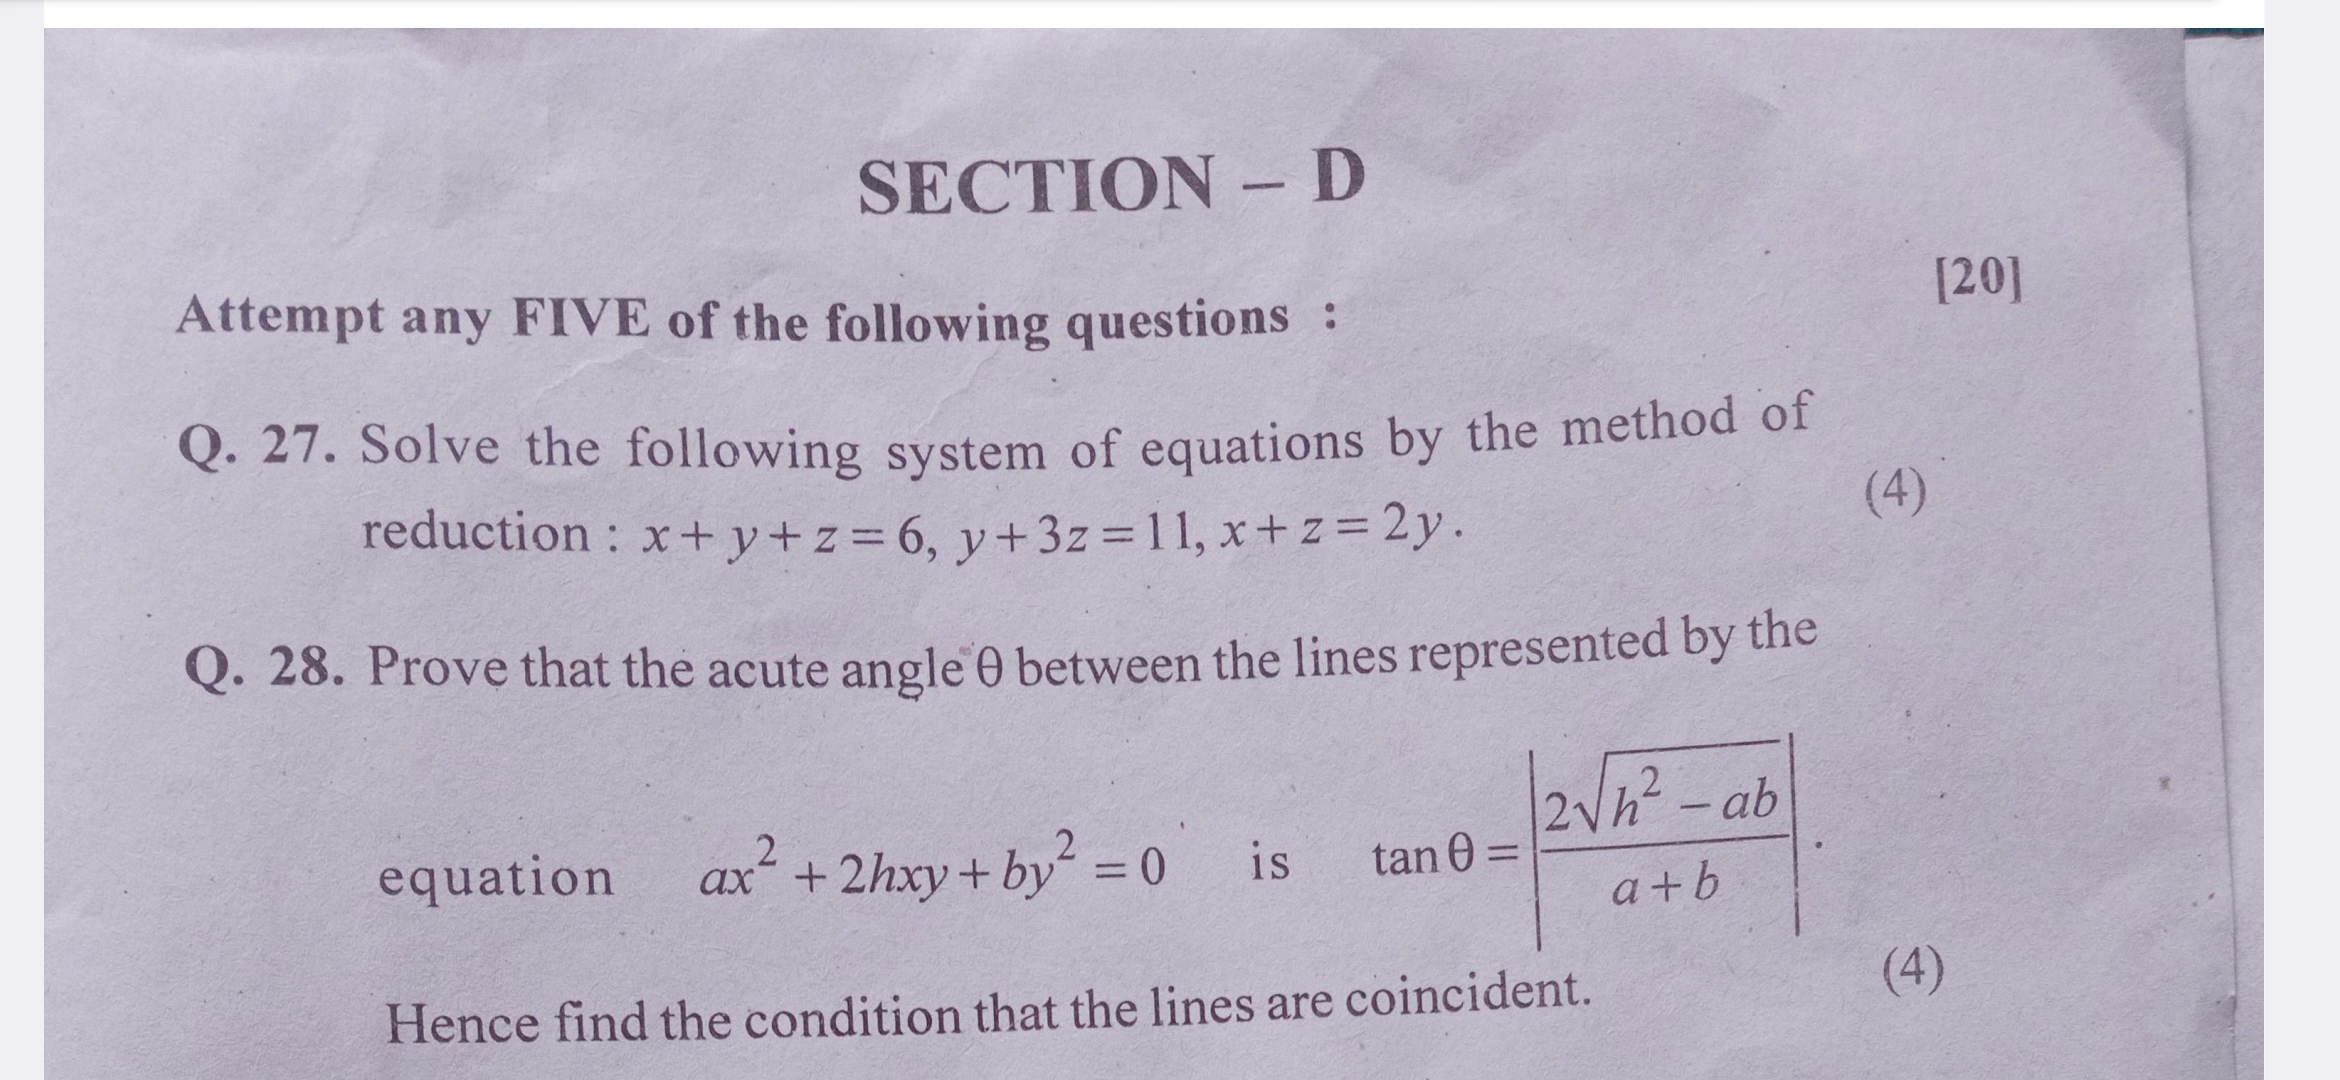 SECTION – D
[20]
Attempt any FIVE of the following questions :
Q. 27. Solve the following system of equations by the method of
reduction : x + y + z = 6, y + 3z = 11, x + z = 2y. (4)
Q. 28. Prove that the acute angle θ between the lines represented by the
equation ax² + 2hxy + by² = 0 is tan θ = |2√(h² – ab) / (a + b)|.
Hence find the condition that the lines are coincident. (4)